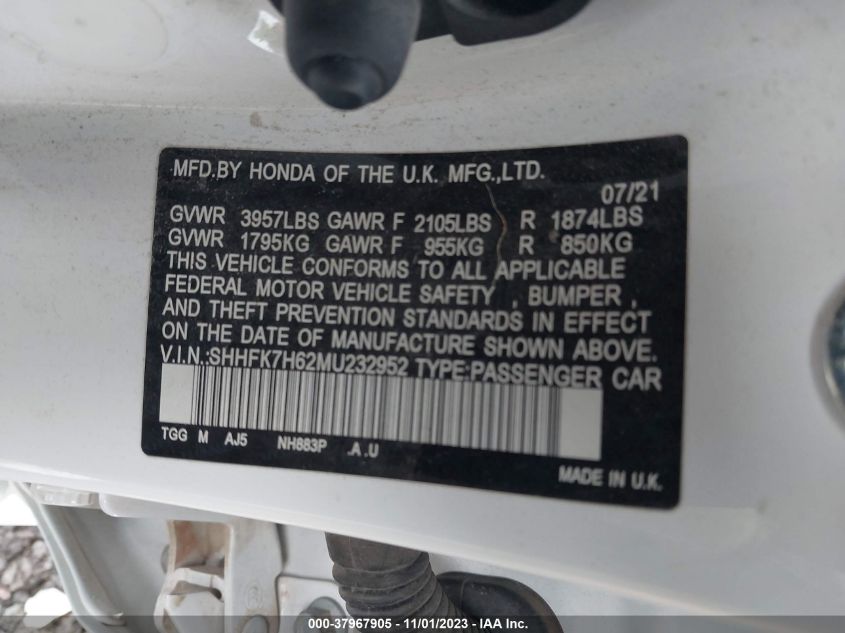 MFD.BY HONDA OF THE U.K. MFG.,LTD.
07/21
GVWR 3957LBS GAWR F 2105LBS R 1874LBS
GVWR 1795KG GAWR F 955KG R 850KG
THIS VEHICLE CONFORMS TO ALL APPLICABLE
FEDERAL MOTOR VEHICLE SAFETY , BUMPER ,
AND THEFT PREVENTION STANDARDS IN EFFECT
ON THE DATE OF MANUFACTURE SHOWN ABOVE.
V.I.N.:SHHFK7H62MU232952 TYPE:PASSENGER CAR
TGG M AJ5 NH883P .A .U
MADE IN U.K.
000-37967905 - 11/01/2023 - IAAI.COM